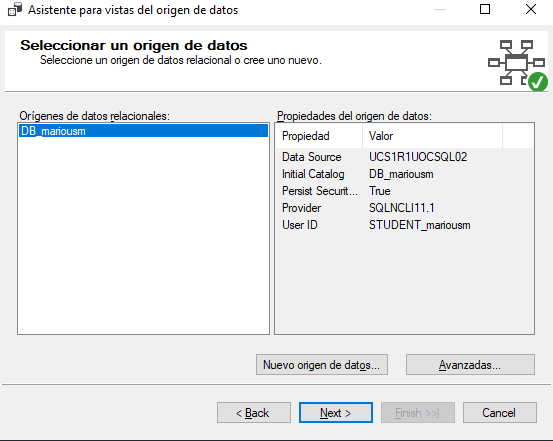 Asistente para vistas del origen de datos
Seleccionar un origen de datos
Seleccione un origen de datos relacional o cree uno nuevo.
Orígenes de datos relacionales:
DB_mariousm
Propiedades del origen de datos:
Propiedad Valor
Data Source UCS1R1UOCSQL02
Initial Catalog DB_mariousm
Persist Securit... True
Provider SQLNCLI11.1
User ID STUDENT_mariousm
Nuevo origen de datos... Avanzadas...
< Back Next > Finish >>| Cancel